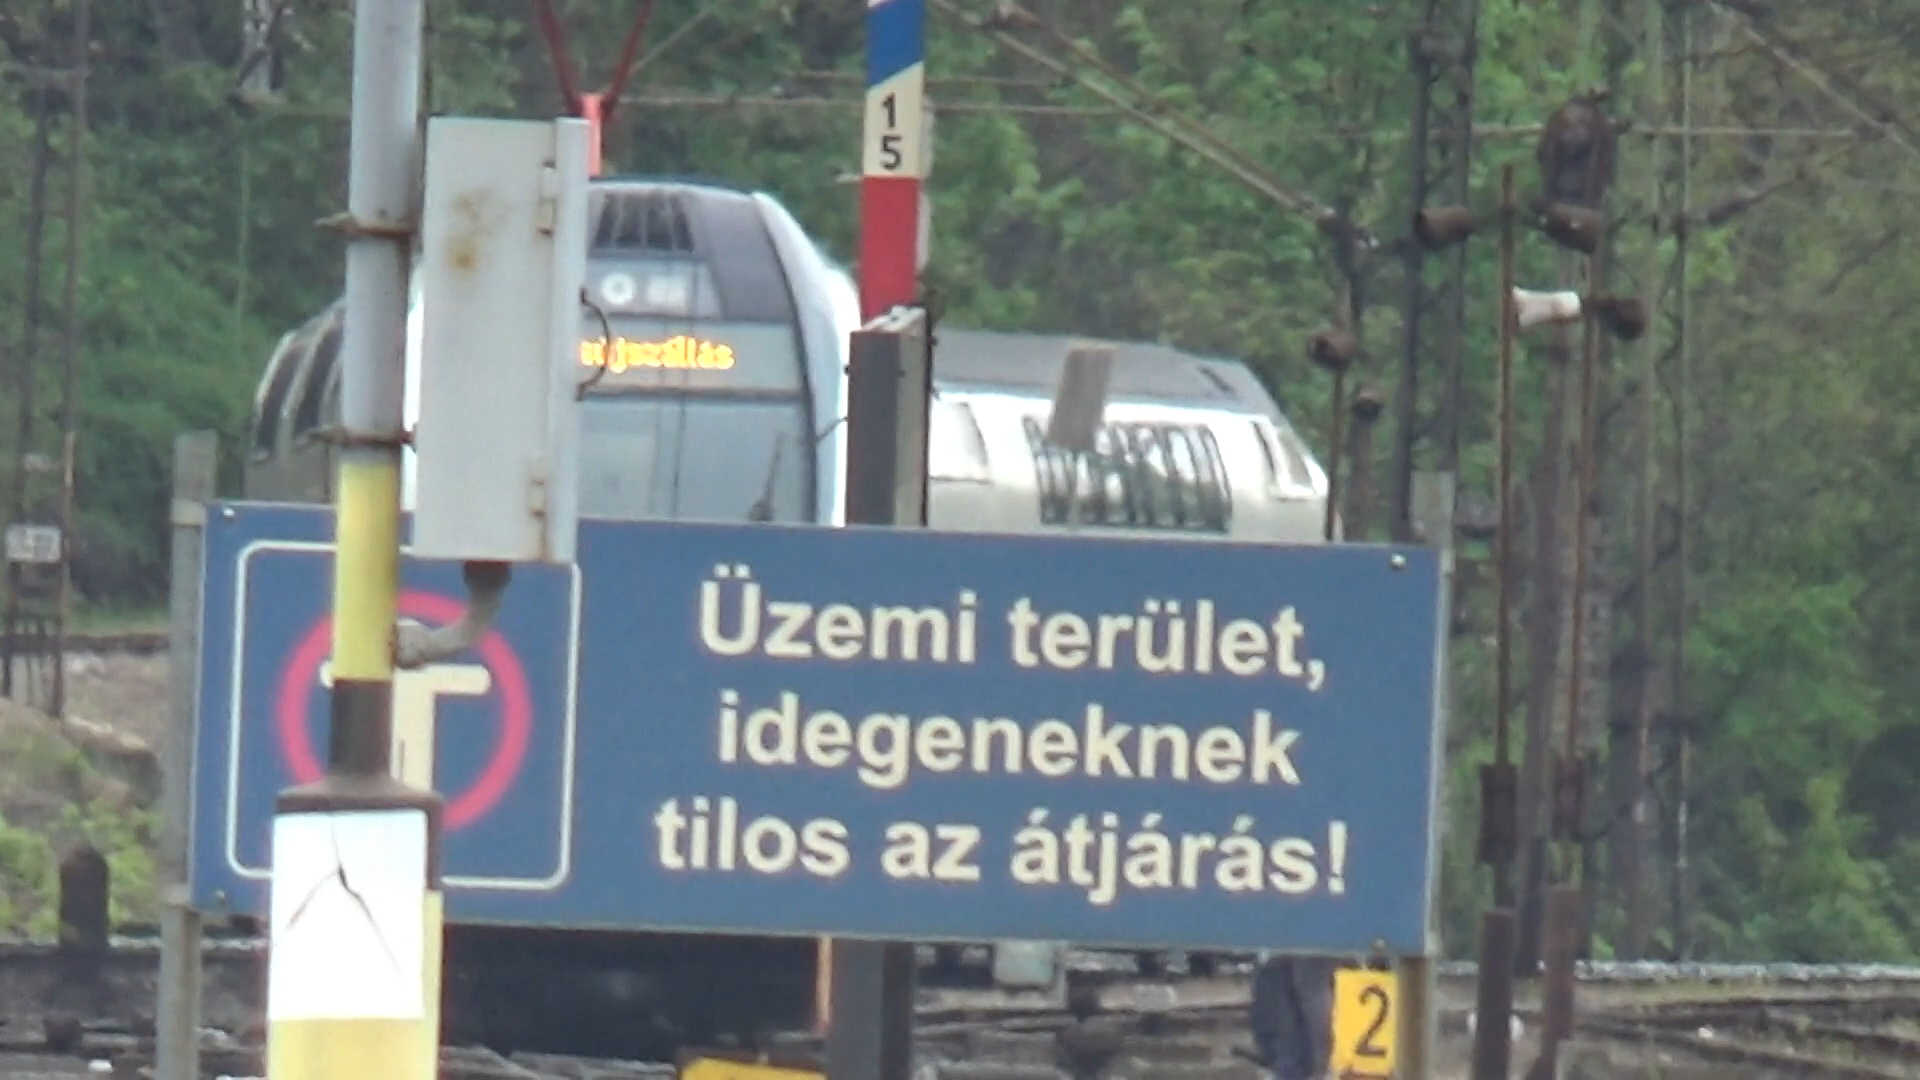 15
Üzemi terület,
idegeneknek
tilos az átjárás!
2